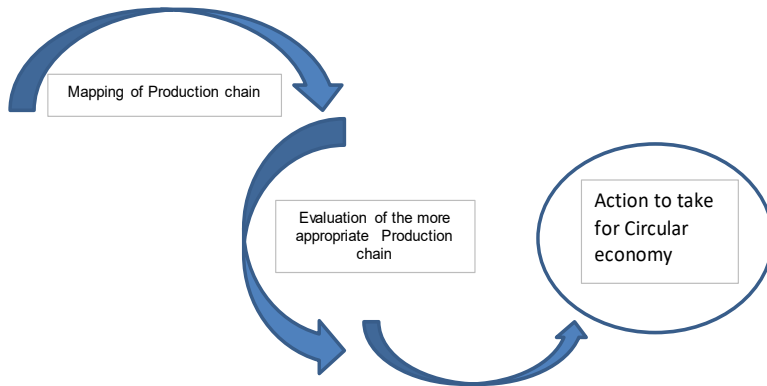 Mapping of Production chain
Evaluation of the more
appropriate Production
chain
Action to take
for Circular
economy